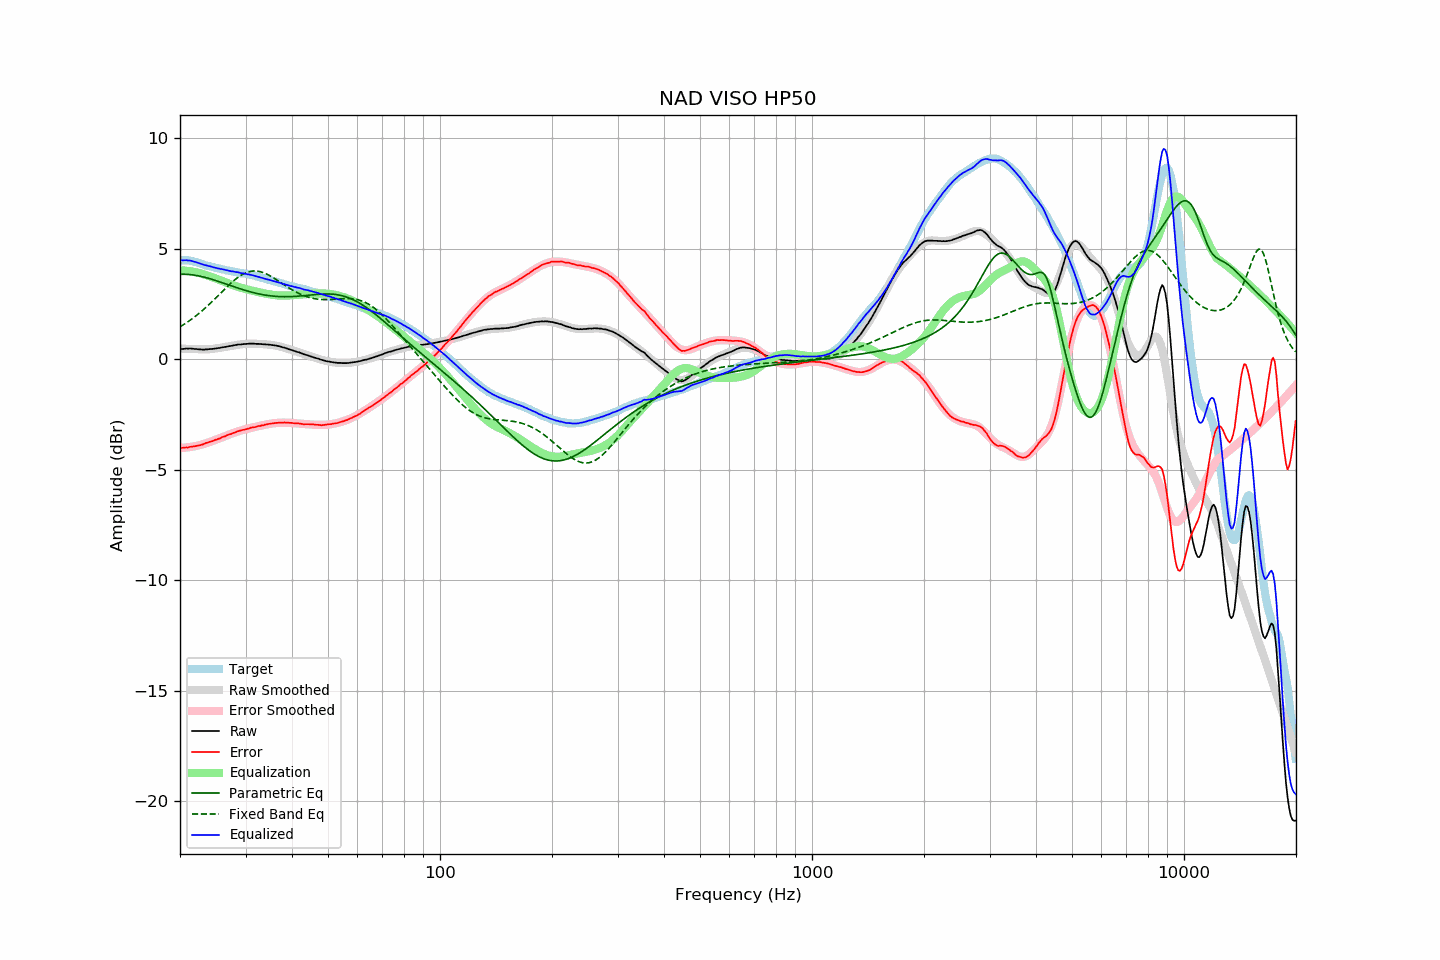 NAD VISO HP50
10
5
0
−5
−10
−15
−20
Amplitude (dBr)
Target
Raw Smoothed
Error Smoothed
Raw
Error
Equalization
Parametric Eq
Fixed Band Eq
Equalized
100
1000
10000
Frequency (Hz)